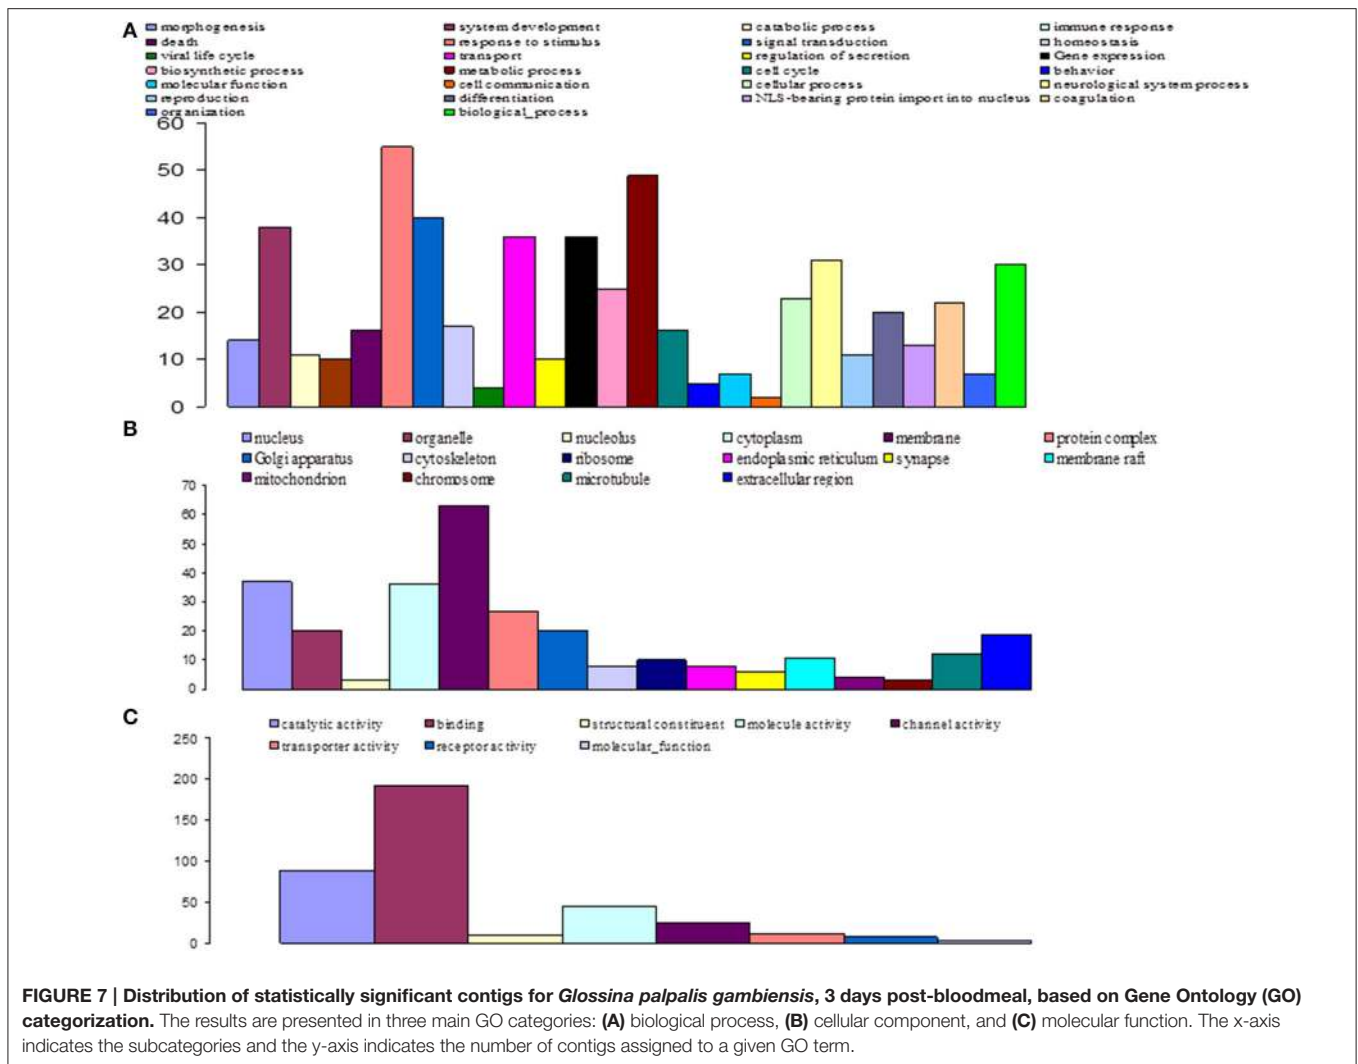 A
morphogenesis system development catabolic process immune response
death response to stimulus signal transduction homeostasis
viral life cycle transport regulation of secretion Gene expression
biosynthetic process metabolic process cell cycle behavior
molecular function cell communication cellular process neurological system process
reproduction differentiation NLS-bearing protein import into nucleus coagulation
organization biological_process
60
50
40
30
20
10
0
B
nucleus organelle nucleolus cytoplasm membrane protein complex
Golgi apparatus cytoskeleton ribosome endoplasmic reticulum synapse membrane raft
mitochondrion chromosome microtubule extracellular region
70
60
50
40
30
20
10
0
C
catalytic activity binding structural constituent molecule activity channel activity
transporter activity receptor activity molecular_function
250
200
150
100
50
0
FIGURE 7 | Distribution of statistically significant contigs for Glossina palpalis gambiensis, 3 days post-bloodmeal, based on Gene Ontology (GO)
categorization. The results are presented in three main GO categories: (A) biological process, (B) cellular component, and (C) molecular function. The x-axis
indicates the subcategories and the y-axis indicates the number of contigs assigned to a given GO term.